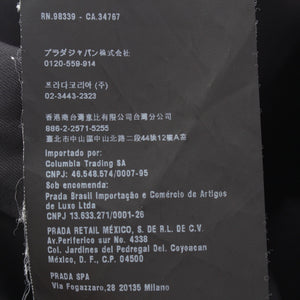 RN.98339 - CA.34767
プラダジャパン株式会社
0120-559-914
프라다코리아 (주)
02-3443-2323
香港商台灣普拉達有限公司台灣分公司
886-2-2571-5255
臺北市中山區中山北路二段44號12樓A室
Importado por:
Columbia Trading SA
CNPJ: 46.548.574/0007-95
Sob encomenda:
Prada Brasil Importação e Comércio de Artigos
de Luxo Ltda
CNPJ 13.633.271/0001-26
PRADA RETAIL MÉXICO, S. DE R.L. DE C.V.
Av.Periferico sur No. 4338
Col. Jardines del Pedregal Del. Coyoacan
México, D. F., C.P. 04500
PRADA SPA
Via Fogazzaro,28 20135 Milano